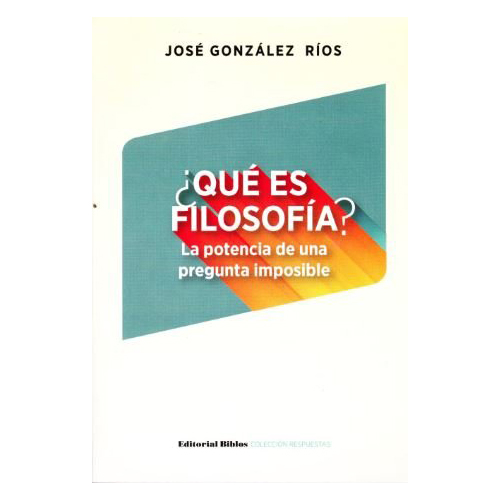 JOSÉ GONZÁLEZ RÍOS
¿QUÉ ES
FILOSOFÍA?
La potencia de una
pregunta imposible
Editorial Biblos COLECCIÓN RESPUESTAS